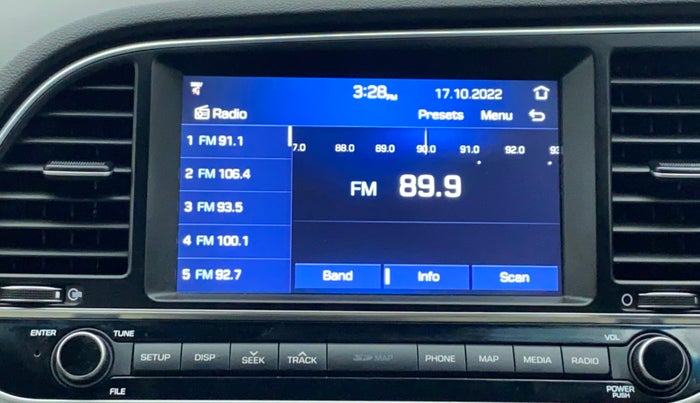 3:28PM 17.10.2022
Radio Presets Menu
1 FM 91.1
2 FM 106.4
3 FM 93.5
4 FM 100.1
5 FM 92.7
7.0 88.0 89.0 90.0 91.0 92.0 93
FM 89.9
Band Info Scan
ENTER TUNE VOL
SETUP DISP SEEK TRACK MAP PHONE MAP MEDIA RADIO
FILE POWER
PUSH